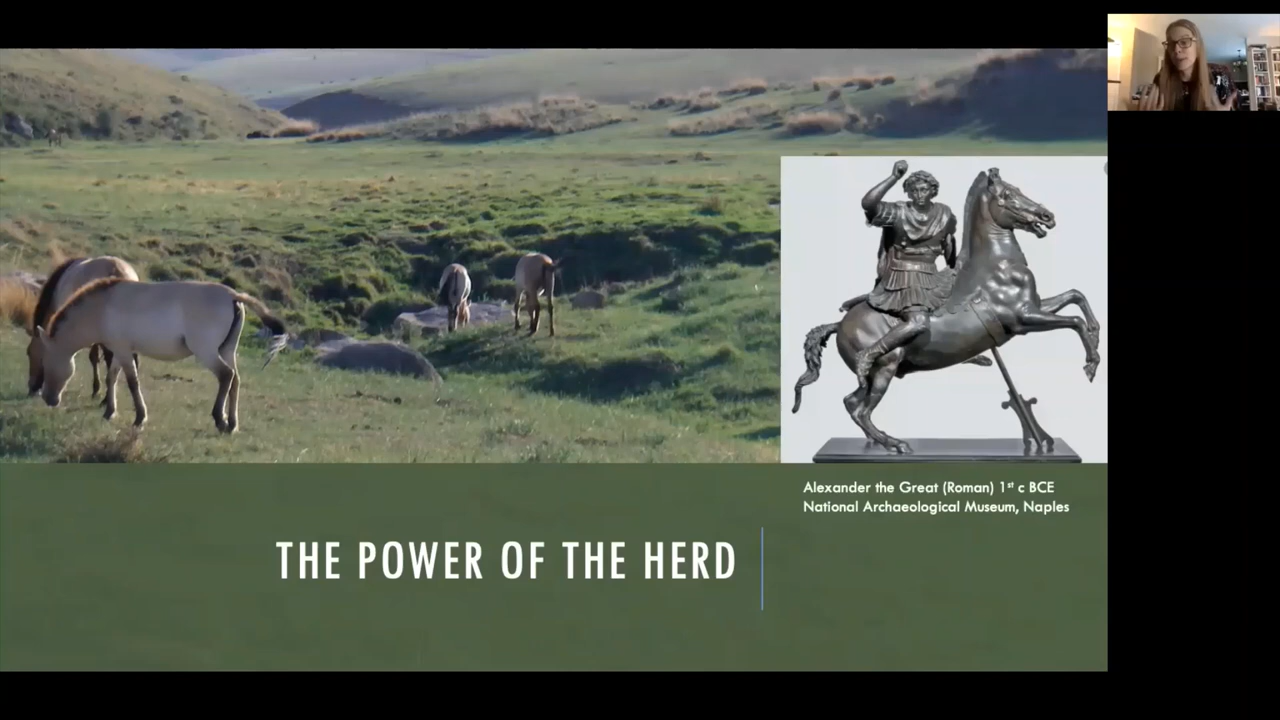 Alexander the Great (Roman) 1st c BCE
National Archaeological Museum, Naples
THE POWER OF THE HERD